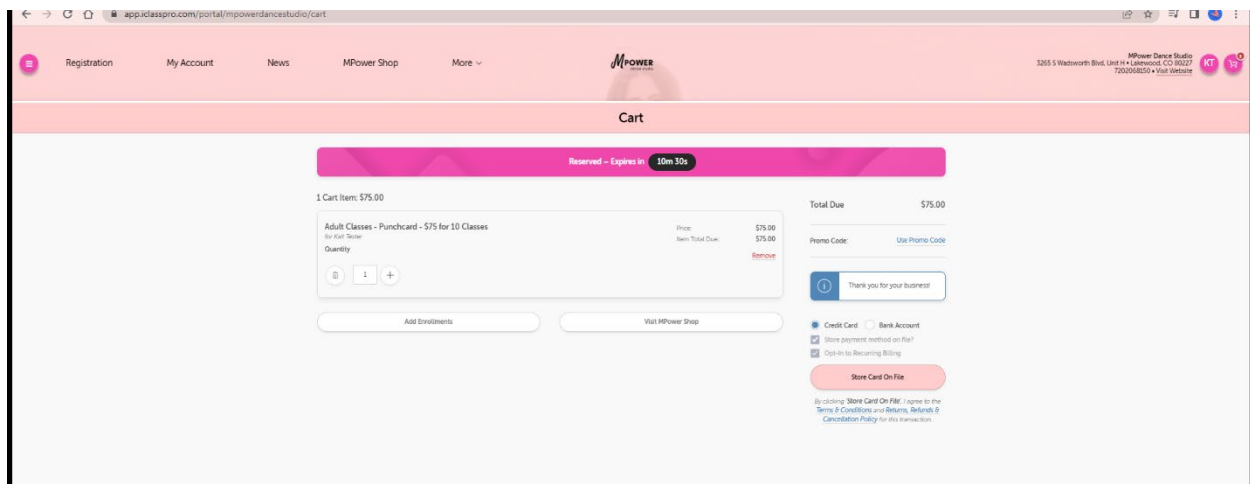 app.iclasspro.com/portal/mpowerdancestudio/cart
Registration My Account News MPower Shop More
MPOWER
dance studio
MPower Dance Studio
3265 S Wadsworth Blvd, Unit H • Lakewood, CO 80227
7202068150 • Visit Website
KT
Cart
Reserved – Expires in 10m 30s
1 Cart Item: $75.00
Adult Classes - Punchcard - $75 for 10 Classes
for Kait Tester
Quantity
1
Price: $75.00
Item Total Due: $75.00
Remove
Add Enrollments
Visit MPower Shop
Total Due $75.00
Promo Code: Use Promo Code
Thank you for your business!
Credit Card Bank Account
Store payment method on file?
Opt-In to Recurring Billing
Store Card On File
By clicking 'Store Card On File', I agree to the
Terms & Conditions and Returns, Refunds &
Cancellation Policy for this transaction.